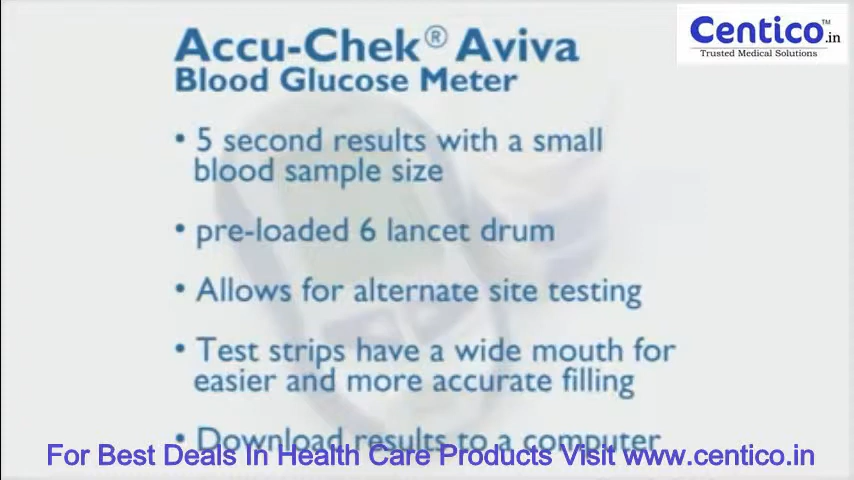 Accu-Chek® Aviva
Blood Glucose Meter
Centico™.in
Trusted Medical Solutions
• 5 second results with a small
blood sample size
• pre-loaded 6 lancet drum
• Allows for alternate site testing
• Test strips have a wide mouth for
easier and more accurate filling
• Download results to a computer
For Best Deals In Health Care Products Visit www.centico.in